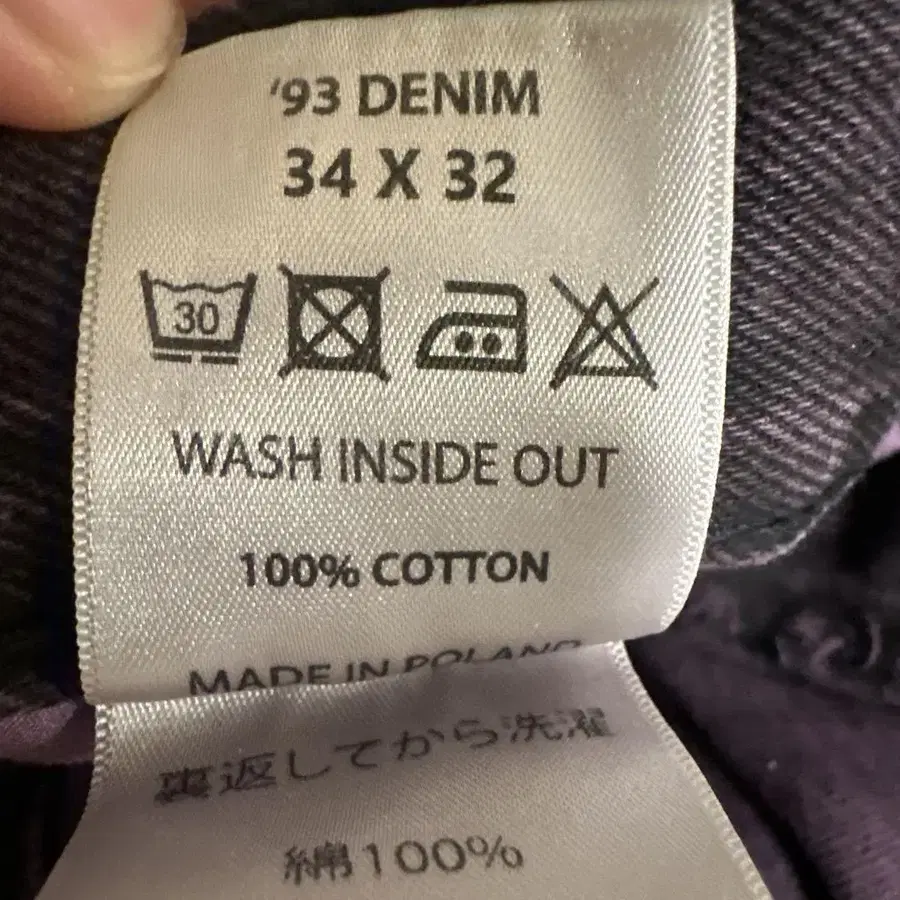 '93 DENIM
34 X 32
30
WASH INSIDE OUT
100% COTTON
MADE IN POLAND
裏返してから洗濯
綿100%